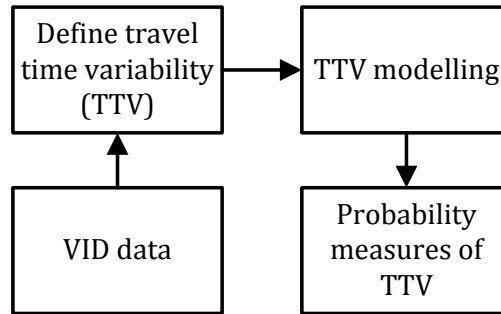 Define travel
time variability
(TTV)
TTV modelling
VID data
Probability
measures of
TTV